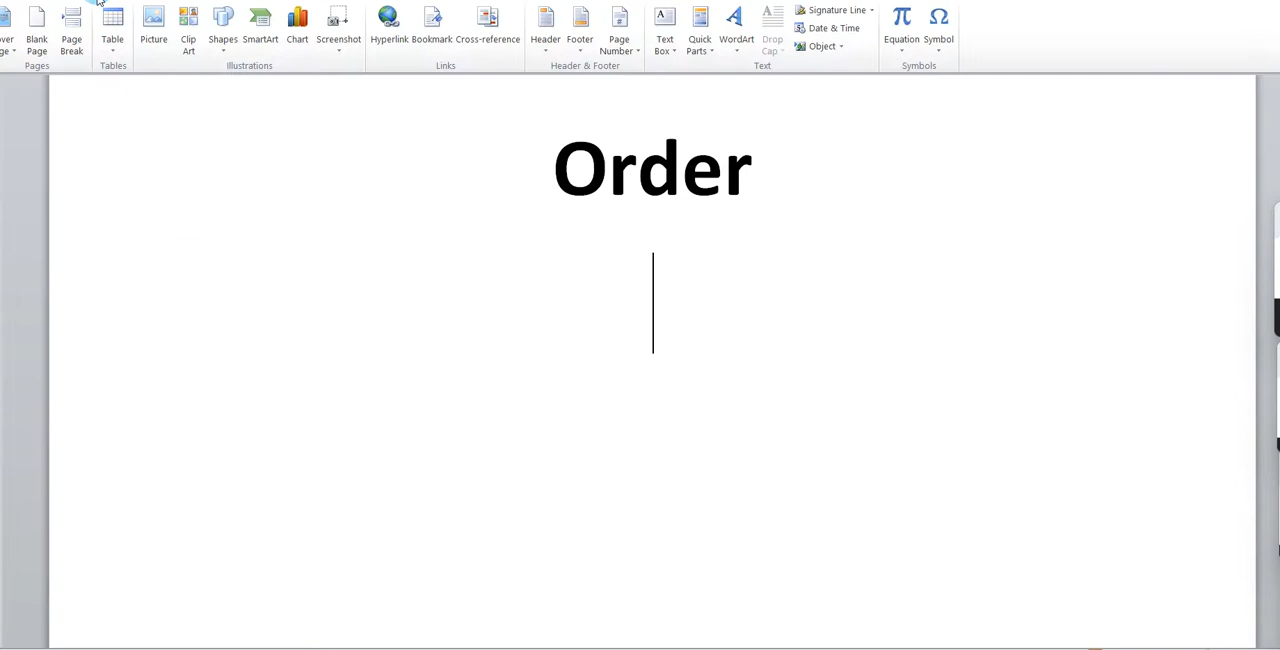 Blank Page
Page Break
Table
Picture
Clip Art
Shapes
SmartArt
Chart
Screenshot
Hyperlink
Bookmark
Cross-reference
Header
Footer
Page Number
Text Box
Quick Parts
WordArt
Drop Cap
Signature Line
Date & Time
Object
Equation
Symbol
Pages
Tables
Illustrations
Links
Header & Footer
Text
Symbols
Order